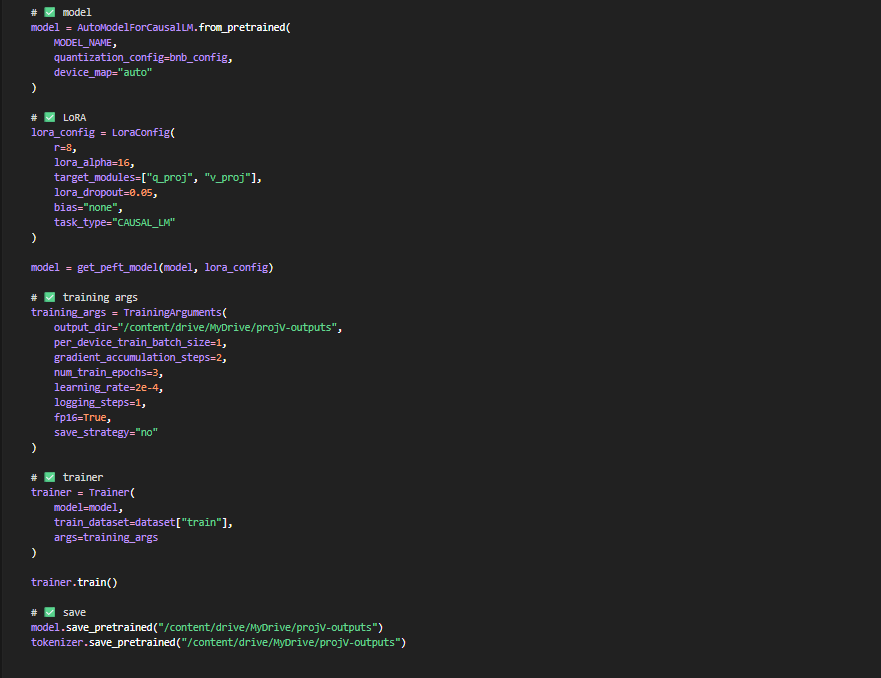 # ✅ model
model = AutoModelForCausalLM.from_pretrained(
    MODEL_NAME,
    quantization_config=bnb_config,
    device_map="auto"
)

# ✅ LoRA
lora_config = LoraConfig(
    r=8,
    lora_alpha=16,
    target_modules=["q_proj", "v_proj"],
    lora_dropout=0.05,
    bias="none",
    task_type="CAUSAL_LM"
)

model = get_peft_model(model, lora_config)

# ✅ training args
training_args = TrainingArguments(
    output_dir="/content/drive/MyDrive/projV-outputs",
    per_device_train_batch_size=1,
    gradient_accumulation_steps=2,
    num_train_epochs=3,
    learning_rate=2e-4,
    logging_steps=1,
    fp16=True,
    save_strategy="no"
)

# ✅ trainer
trainer = Trainer(
    model=model,
    train_dataset=dataset["train"],
    args=training_args
)

trainer.train()

# ✅ save
model.save_pretrained("/content/drive/MyDrive/projV-outputs")
tokenizer.save_pretrained("/content/drive/MyDrive/projV-outputs")